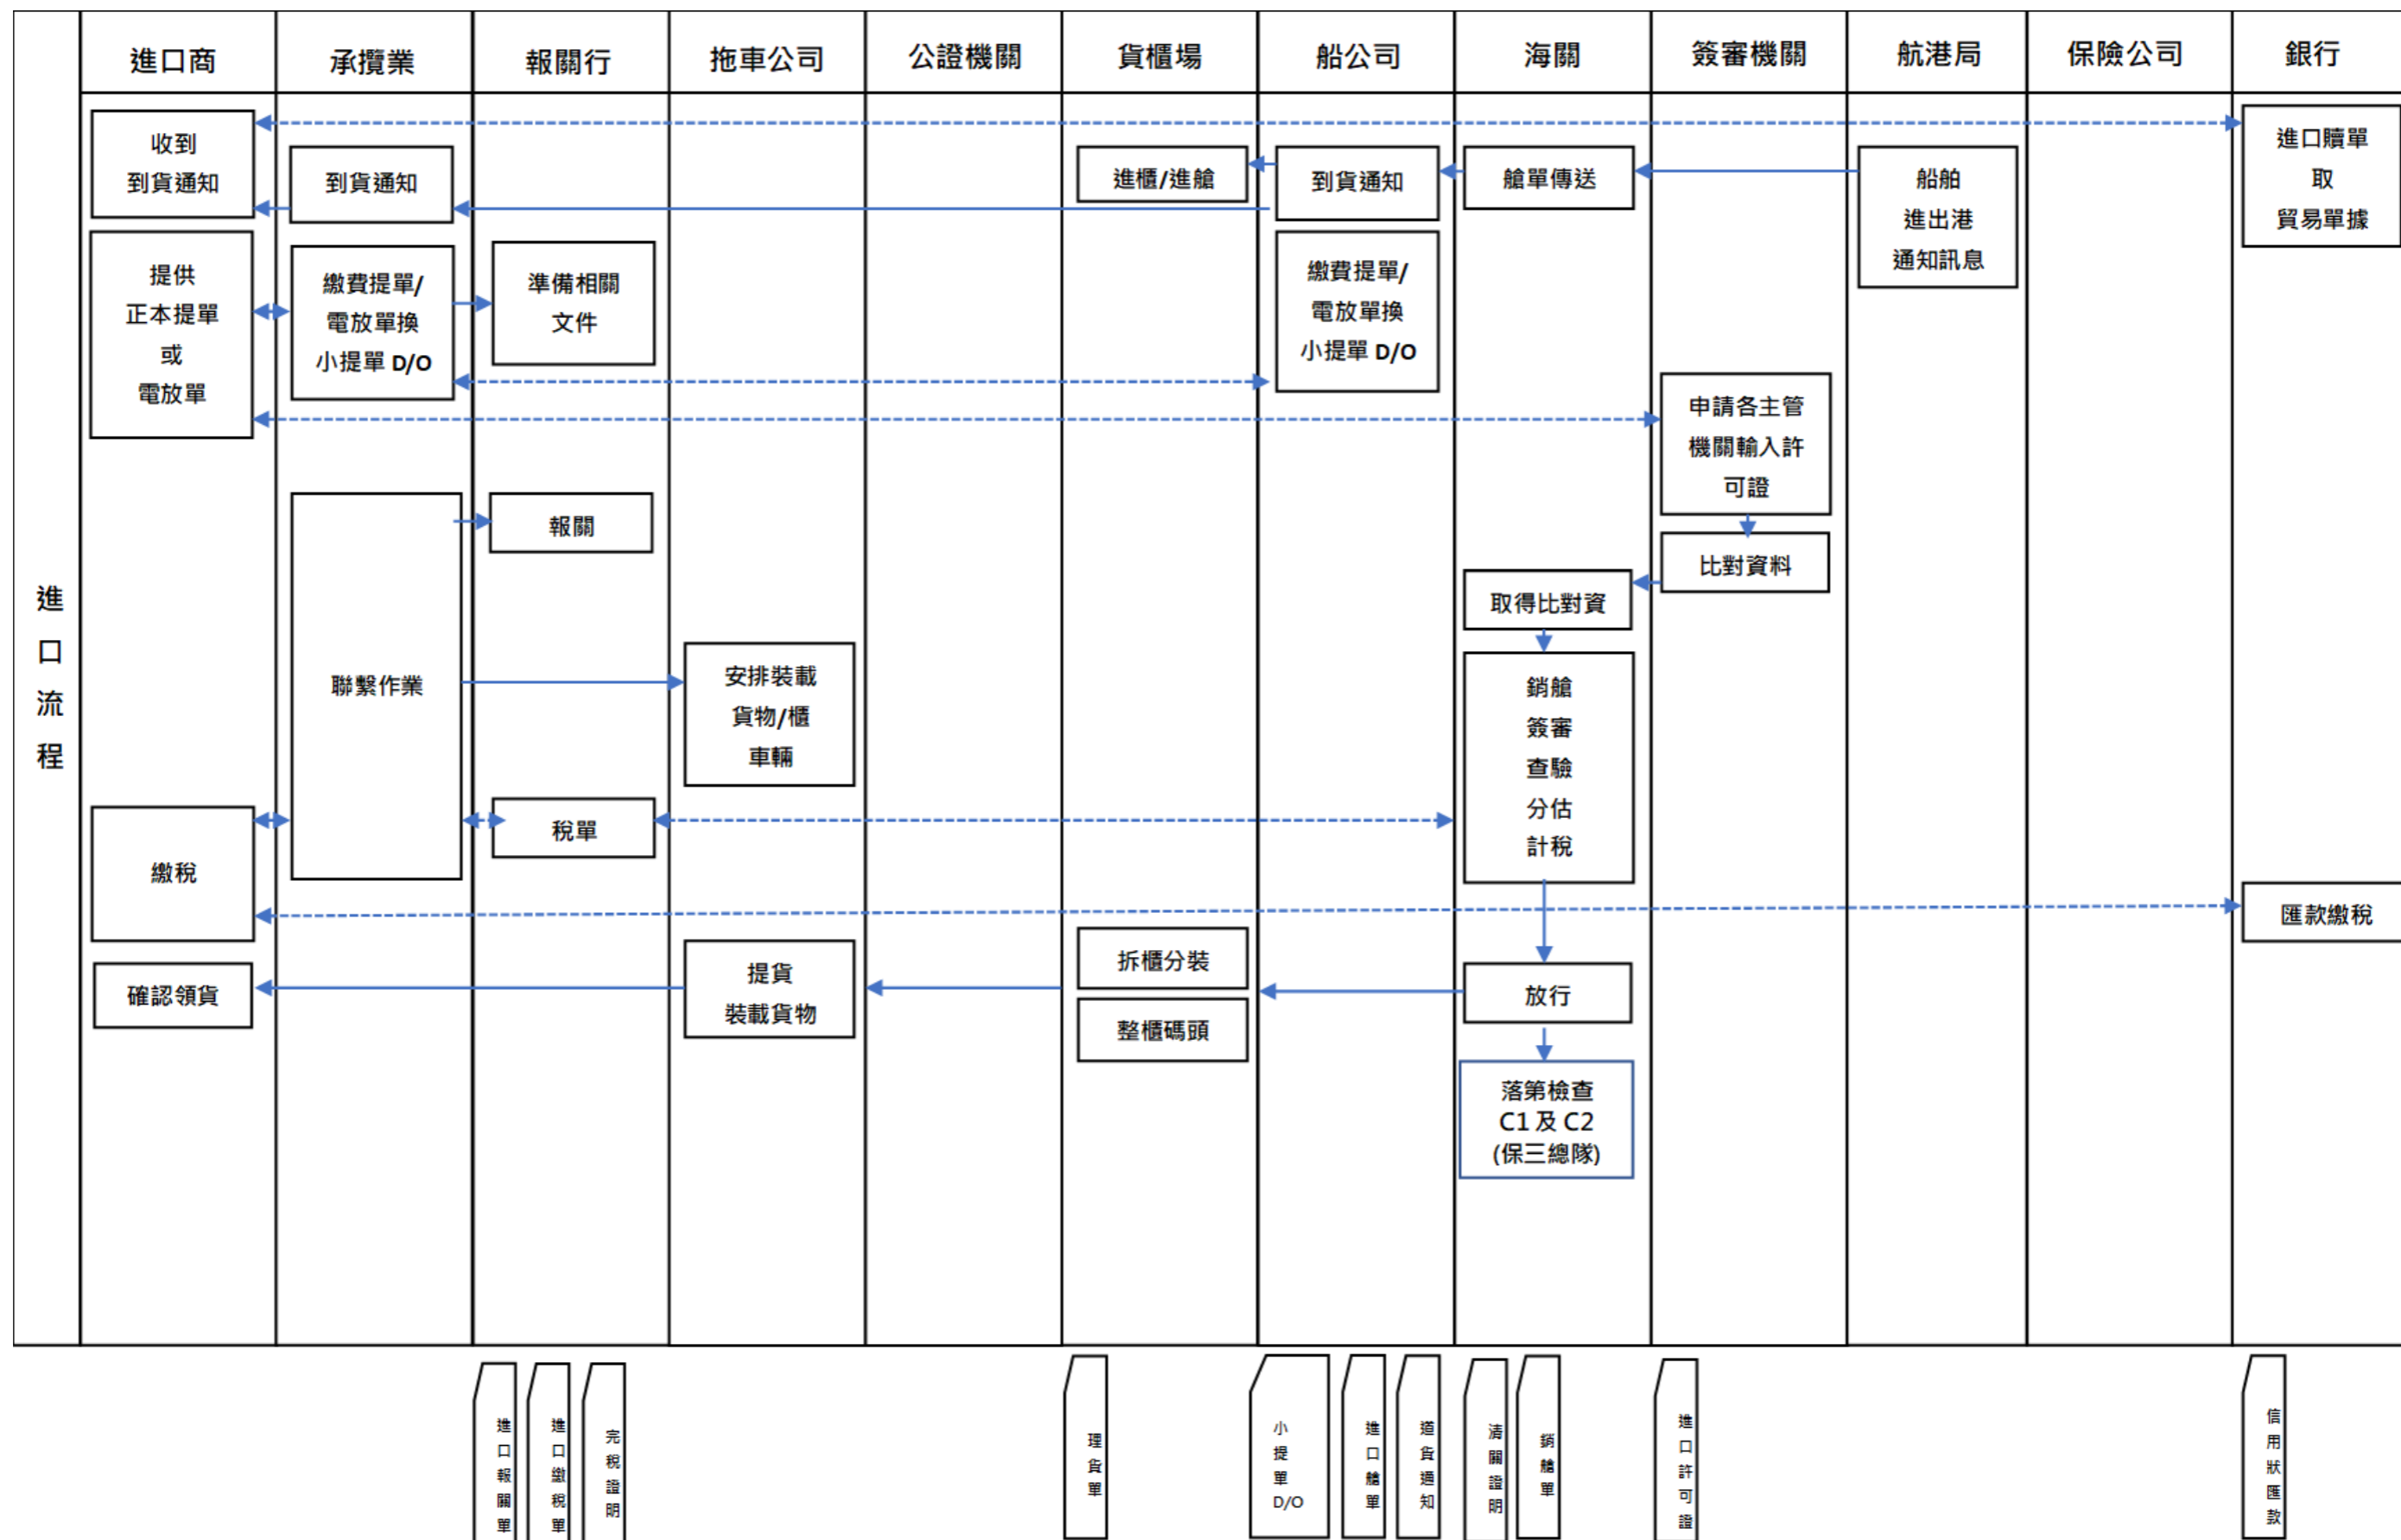 進口商
承攬業
報關行
拖車公司
公證機關
貨櫃場
船公司
海關
簽審機關
航港局
保險公司
銀行
進口流程
收到
到貨通知
到貨通知
進櫃/進艙
到貨通知
艙單傳送
船舶
進出港
通知訊息
進口贖單
取
貿易單據
提供
正本提單
或
電放單
繳費提單/
電放單換
小提單 D/O
準備相關
文件
繳費提單/
電放單換
小提單 D/O
申請各主管
機關輸入許
可證
報關
比對資料
取得比對資
聯繫作業
安排裝載
貨物/櫃
車輛
銷艙
簽審
查驗
分估
計稅
繳稅
稅單
匯款繳稅
確認領貨
提貨
裝載貨物
拆櫃分裝
整櫃碼頭
放行
落第檢查
C1 及 C2
(保三總隊)
進口報關單
進口繳稅單
完稅證明
理貨單
小提單
D/O
進口艙單
道貨通知
清關證明
銷艙單
進口許可證
信用狀匯款